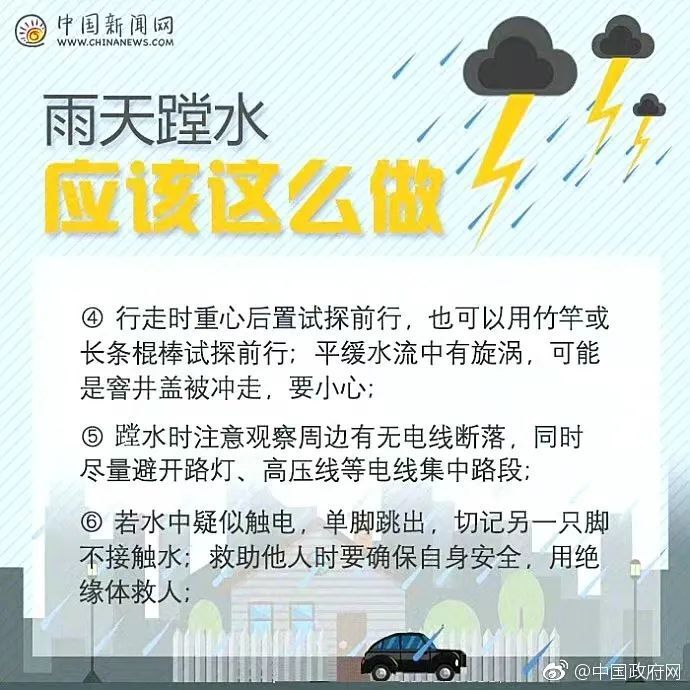 中国新闻网
WWW.CHINANEWS.COM
雨天蹚水
应该这么做
④ 行走时重心后置试探前行，也可以用竹竿或
长条棍棒试探前行；平缓水流中有旋涡，可能
是窨井盖被冲走，要小心；
⑤ 蹚水时注意观察周边有无电线断落，同时
尽量避开路灯、高压线等电线集中路段；
⑥ 若水中疑似触电，单脚跳出，切记另一只脚
不接触水；救助他人时要确保自身安全，用绝
缘体救人；
@中国政府网